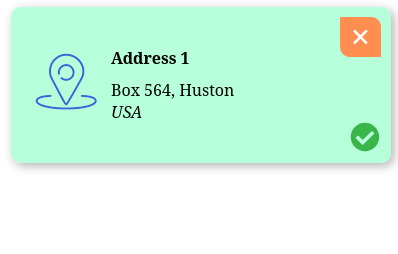 Address 1
Box 564, Huston
USA